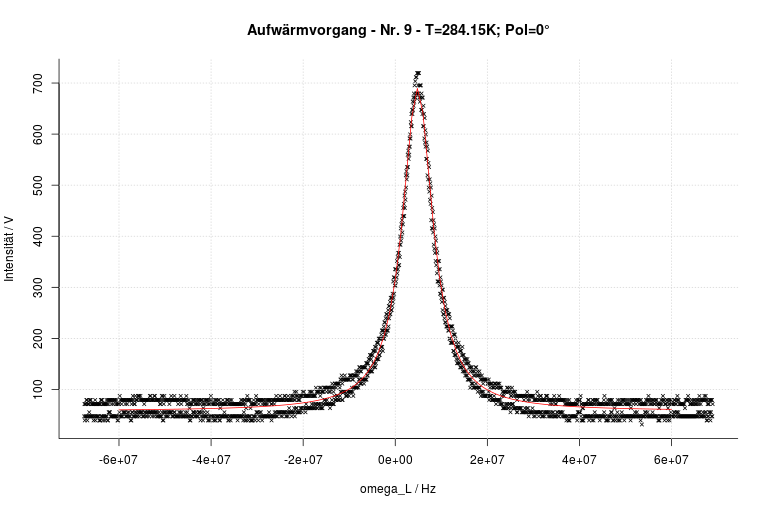 Aufwärmvorgang - Nr. 9 - T=284.15K; Pol=0°
Intensität / V
700
600
500
400
300
200
100
-6e+07 -4e+07 -2e+07 0e+00 2e+07 4e+07 6e+07
omega_L / Hz